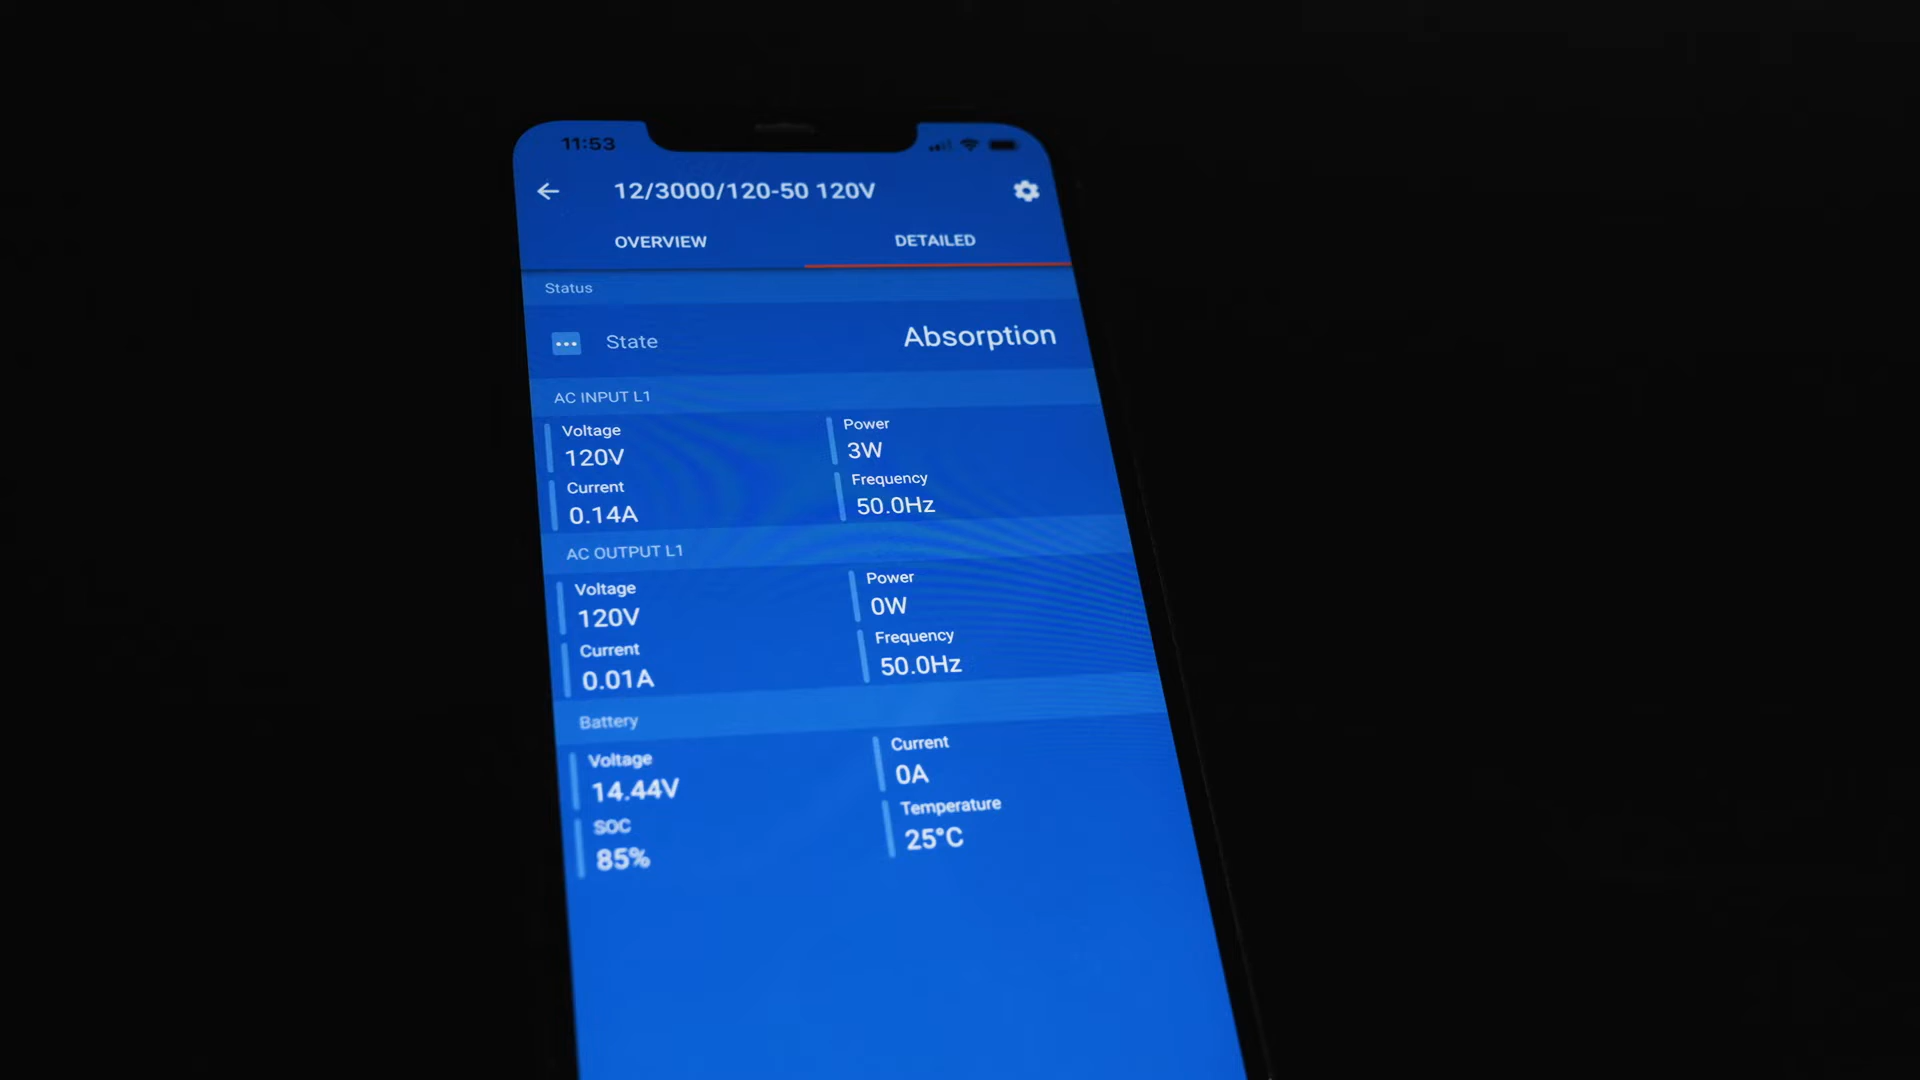 11:53
12/3000/120-50 120V
OVERVIEW DETAILED
Status
State Absorption
AC INPUT L1
Voltage Power
120V 3W
Current Frequency
0.14A 50.0Hz
AC OUTPUT L1
Voltage Power
120V 0W
Current Frequency
0.01A 50.0Hz
Battery
Voltage Current
14.44V 0A
SOC Temperature
85% 25°C